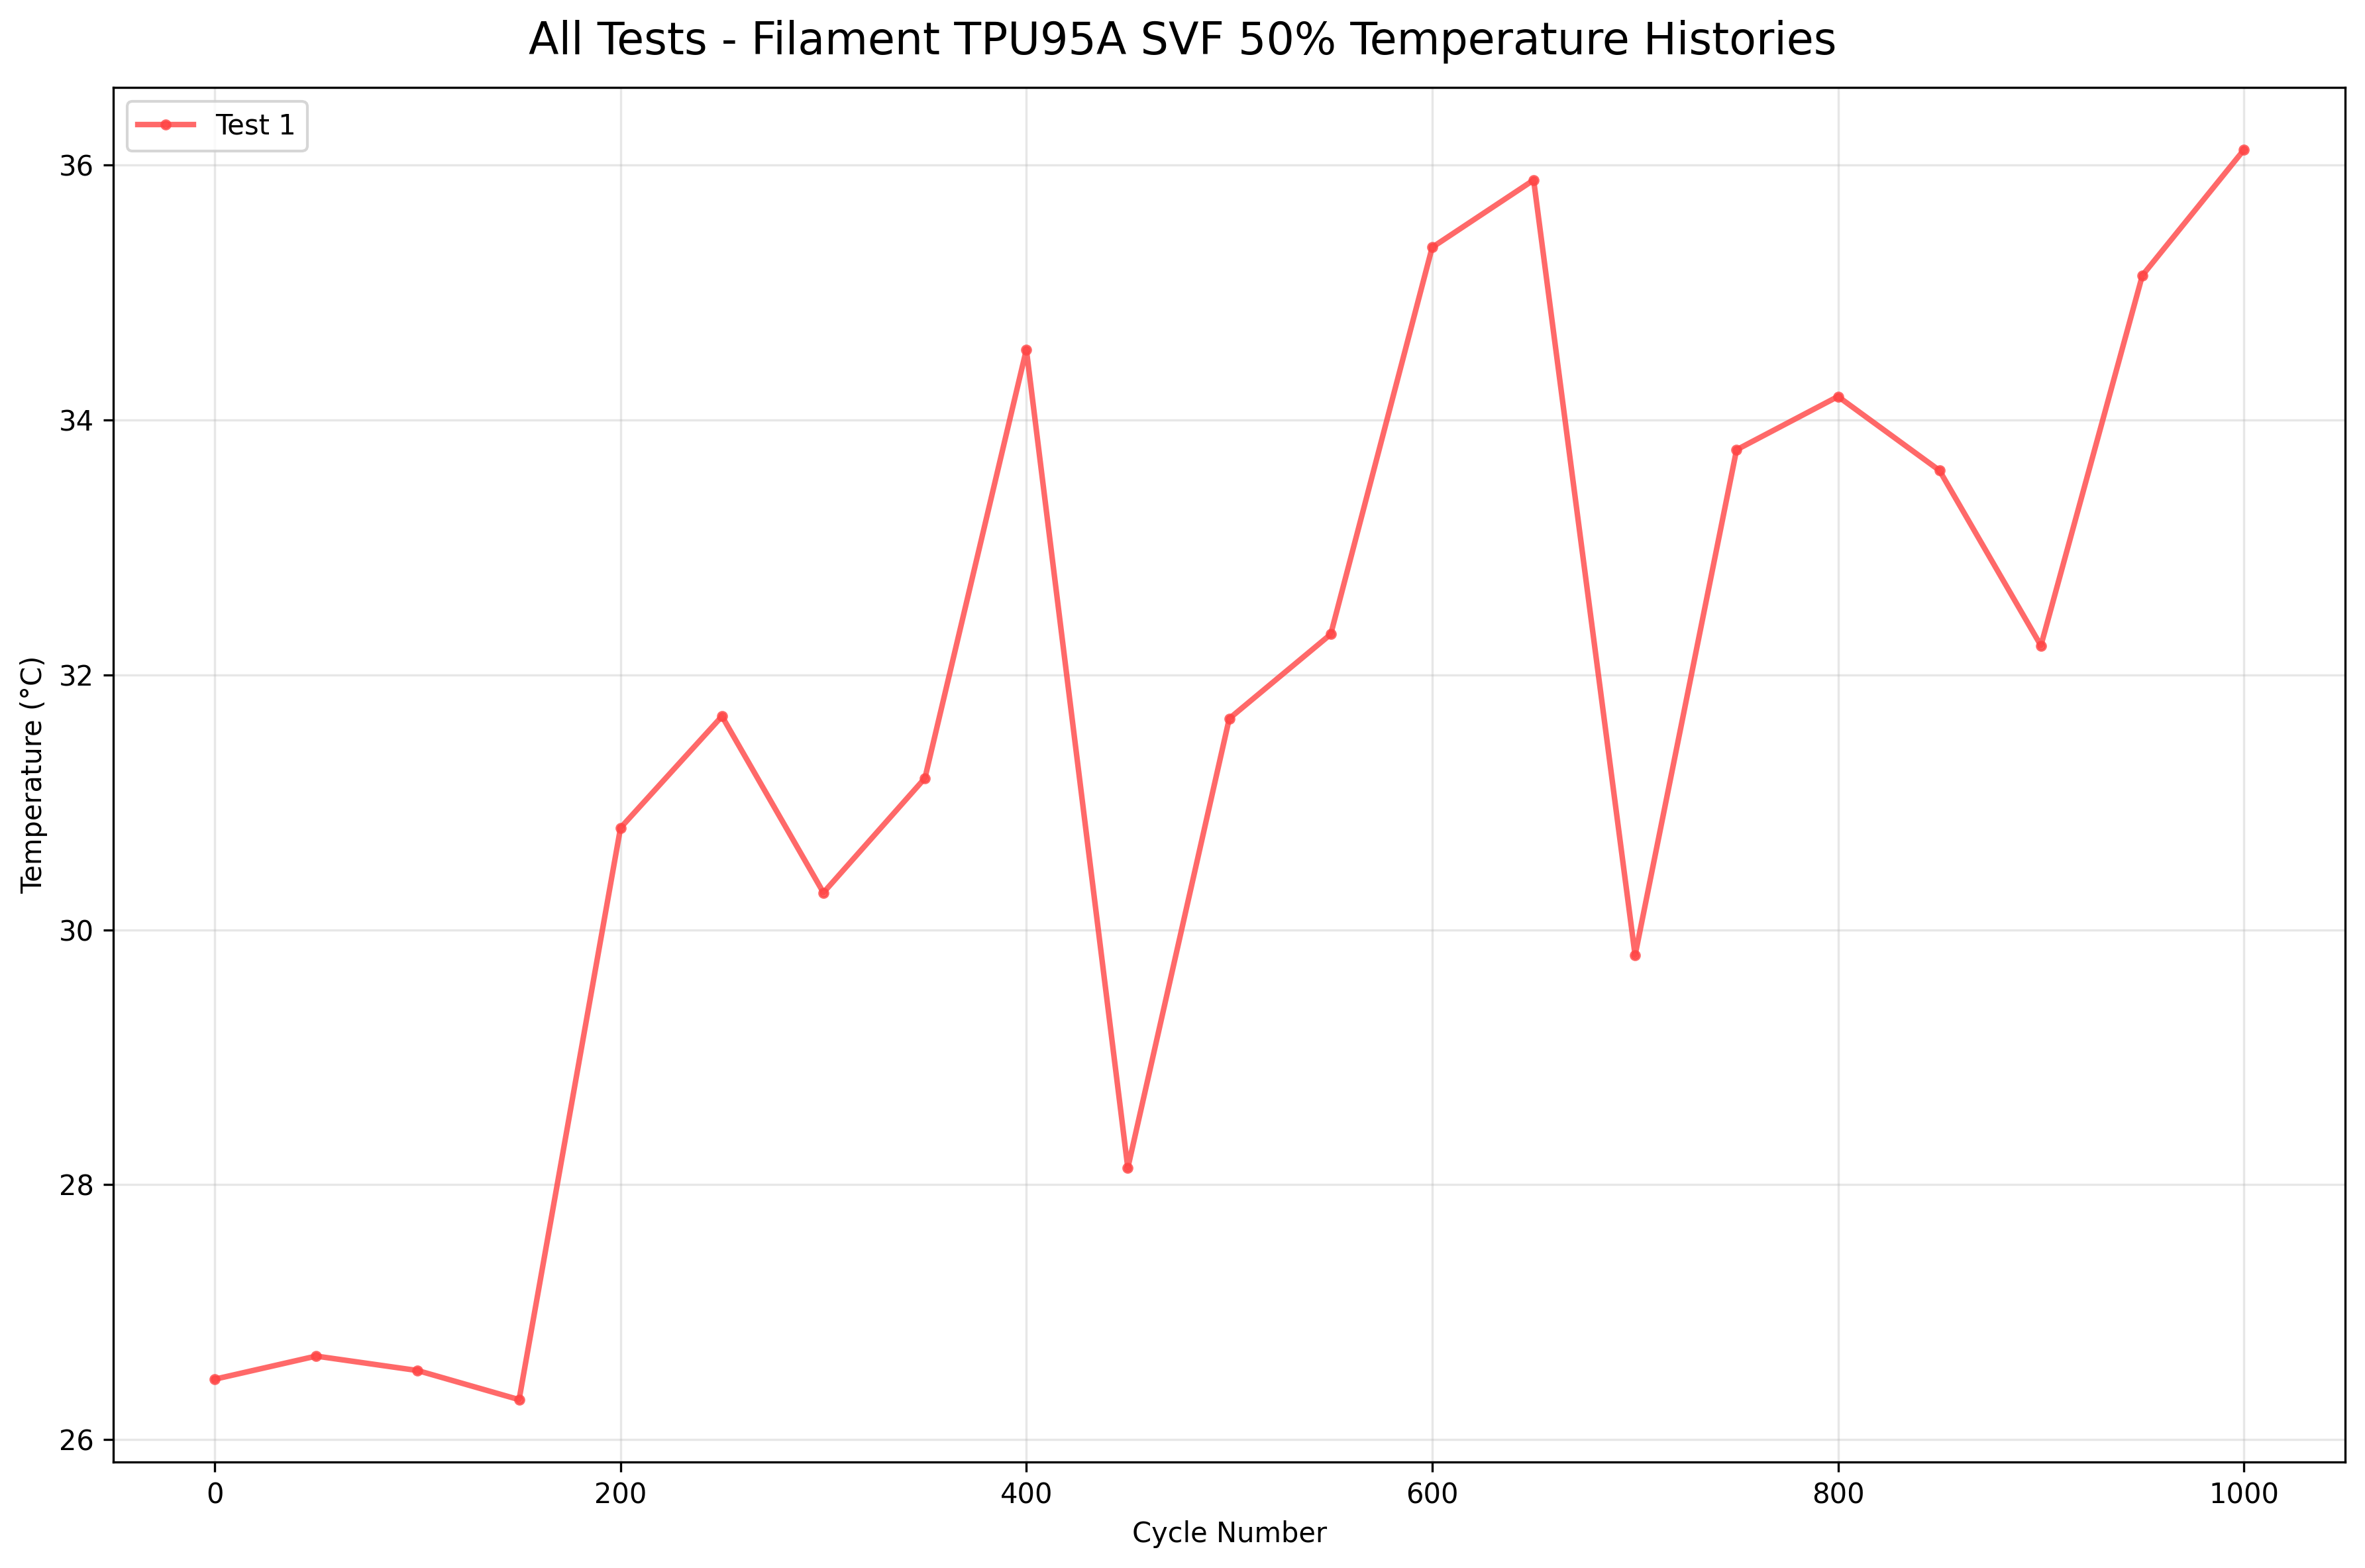 All Tests - Filament TPU95A SVF 50% Temperature Histories
Test 1
36
34
32
30
28
26
Temperature (°C)
0 200 400 600 800 1000
Cycle Number